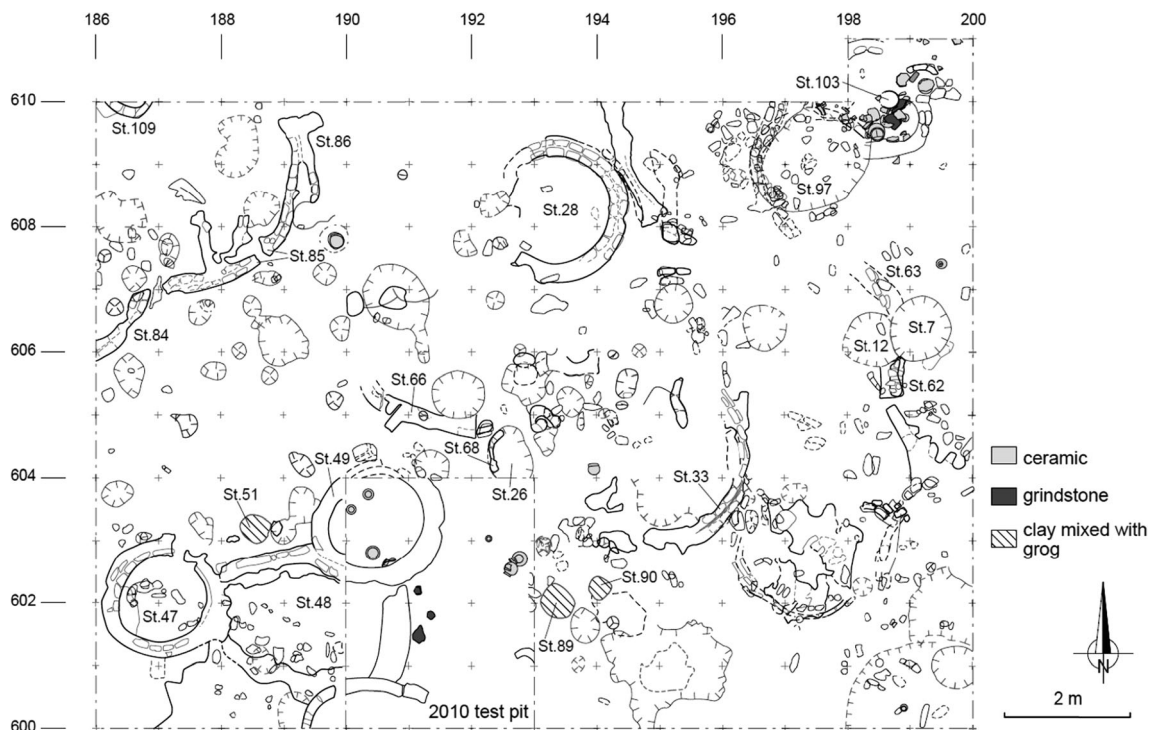 186 188 190 192 194 196 198 200
610
608
606
604
602
600
St.103
St.109
St.86
St.97
St.28
St.85
St.63
St.84
St.7
St.12
St.66
St.62
St.68
St.49
St.26
St.33
St.51
St.90
St.47
St.48
St.89
2010 test pit
ceramic
grindstone
clay mixed with
grog
N
2 m